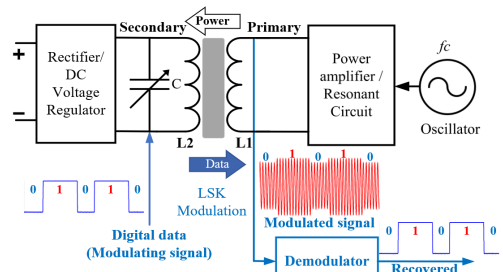 Secondary
Power
Primary
+
−
Rectifier/
DC
Voltage
Regulator
C
L2
L1
Power
amplifier /
Resonant
Circuit
fc
Oscillator
Data
LSK
Modulation
0 1 0 1 0
0 1 0 1 0
Modulated signal
Digital data
(Modulating signal)
0 1 0 1 0
Demodulator
Recovered